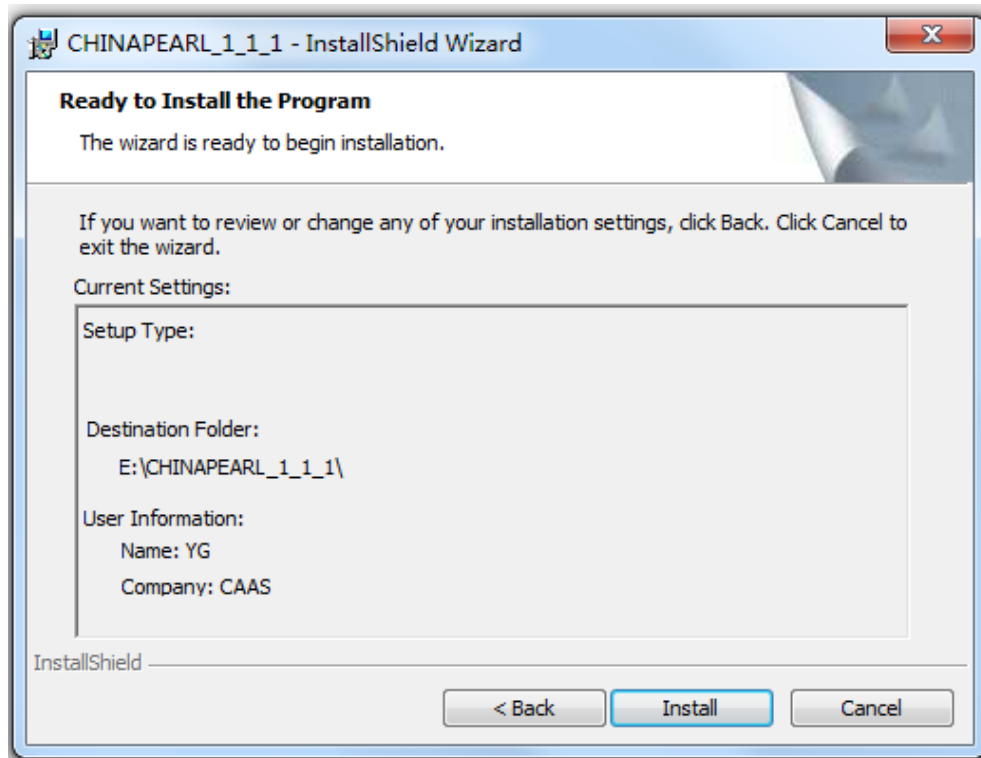 CHINAPEARL_1_1_1 - InstallShield Wizard
Ready to Install the Program
The wizard is ready to begin installation.
If you want to review or change any of your installation settings, click Back. Click Cancel to
exit the wizard.
Current Settings:
Setup Type:
Destination Folder:
E:\CHINAPEARL_1_1_1\
User Information:
Name: YG
Company: CAAS
InstallShield
< Back
Install
Cancel